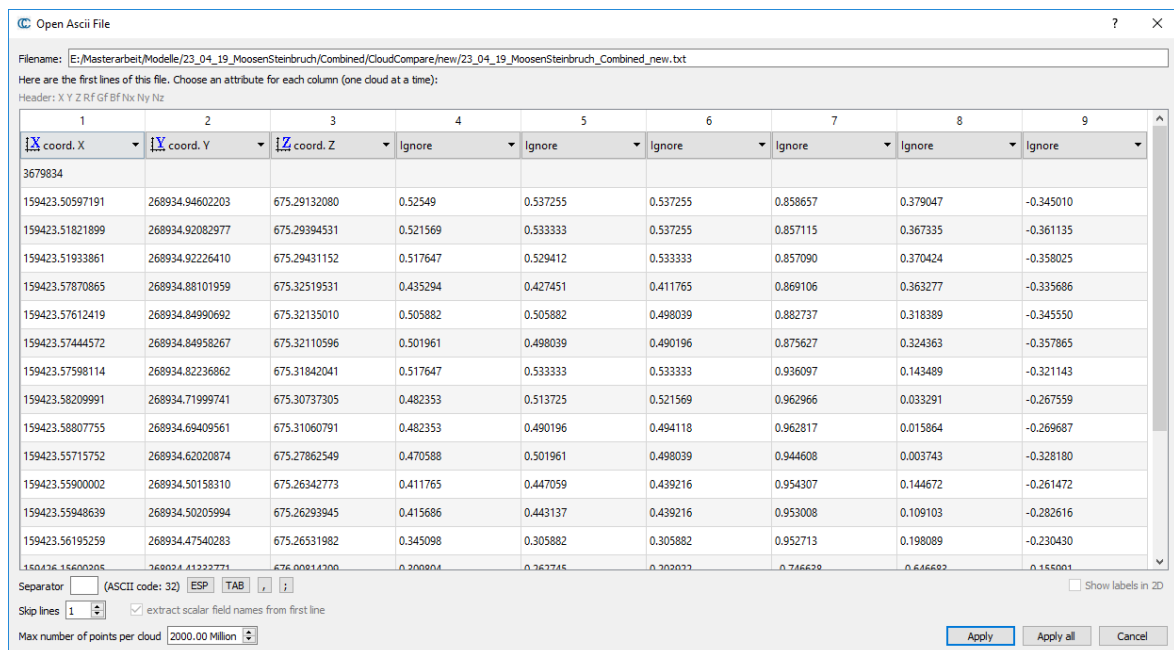 Open Ascii File
Filename: E:/Masterarbeit/Modelle/23_04_19_MoosenSteinbruch/Combined/CloudCompare/new/23_04_19_MoosenSteinbruch_Combined_new.txt
Here are the first lines of this file. Choose an attribute for each column (one cloud at a time):
Header: X Y Z Rf Gf Bf Nx Ny Nz
1 2 3 4 5 6 7 8 9
X coord. X Y coord. Y Z coord. Z Ignore Ignore Ignore Ignore Ignore Ignore
3679834
159423.50597191 268934.94602203 675.29132080 0.52549 0.537255 0.537255 0.858657 0.379047 -0.345010
159423.51821899 268934.92082977 675.29394531 0.521569 0.533333 0.537255 0.857115 0.367335 -0.361135
159423.51933861 268934.92226410 675.29431152 0.517647 0.529412 0.533333 0.857090 0.370424 -0.358025
159423.57870865 268934.88101959 675.32519531 0.435294 0.427451 0.411765 0.869106 0.363277 -0.335686
159423.57612419 268934.84990692 675.32135010 0.505882 0.505882 0.498039 0.882737 0.318389 -0.345550
159423.57444572 268934.84958267 675.32110596 0.501961 0.498039 0.490196 0.875627 0.324363 -0.357865
159423.57598114 268934.82236862 675.31842041 0.517647 0.533333 0.533333 0.936097 0.143489 -0.321143
159423.58209991 268934.71999741 675.30737305 0.482353 0.513725 0.521569 0.962966 0.033291 -0.267559
159423.58807755 268934.69409561 675.31060791 0.482353 0.490196 0.494118 0.962817 0.015864 -0.269687
159423.55715752 268934.62020874 675.27862549 0.470588 0.501961 0.498039 0.944608 0.003743 -0.328180
159423.55900002 268934.50158310 675.26342773 0.411765 0.447059 0.439216 0.954307 0.144672 -0.261472
159423.55948639 268934.50205994 675.26293945 0.415686 0.443137 0.439216 0.953008 0.109103 -0.282616
159423.56195259 268934.47540283 675.26531982 0.345098 0.305882 0.305882 0.952713 0.198089 -0.230430
Separator (ASCII code: 32) ESP TAB , ; Show labels in 2D
Skip lines 1 extract scalar field names from first line
Max number of points per cloud 2000.00 Million Apply Apply all Cancel